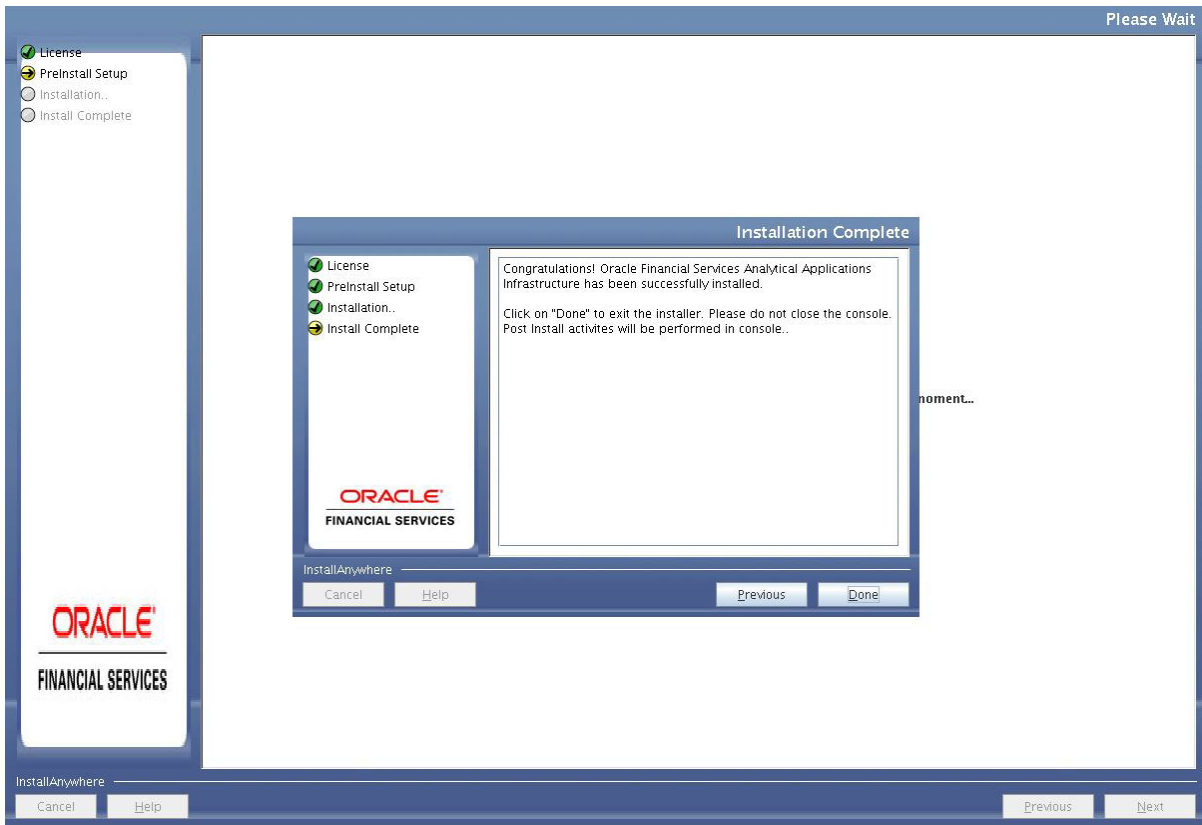 Please Wait
License
PreInstall Setup
Installation..
Install Complete
Installation Complete
License
PreInstall Setup
Installation..
Install Complete
Congratulations! Oracle Financial Services Analytical Applications
Infrastructure has been successfully installed.
Click on "Done" to exit the installer. Please do not close the console.
Post Install activites will be performed in console..
ORACLE
FINANCIAL SERVICES
InstallAnywhere
Cancel
Help
Previous
Done
ORACLE
FINANCIAL SERVICES
InstallAnywhere
Cancel
Help
Previous
Next